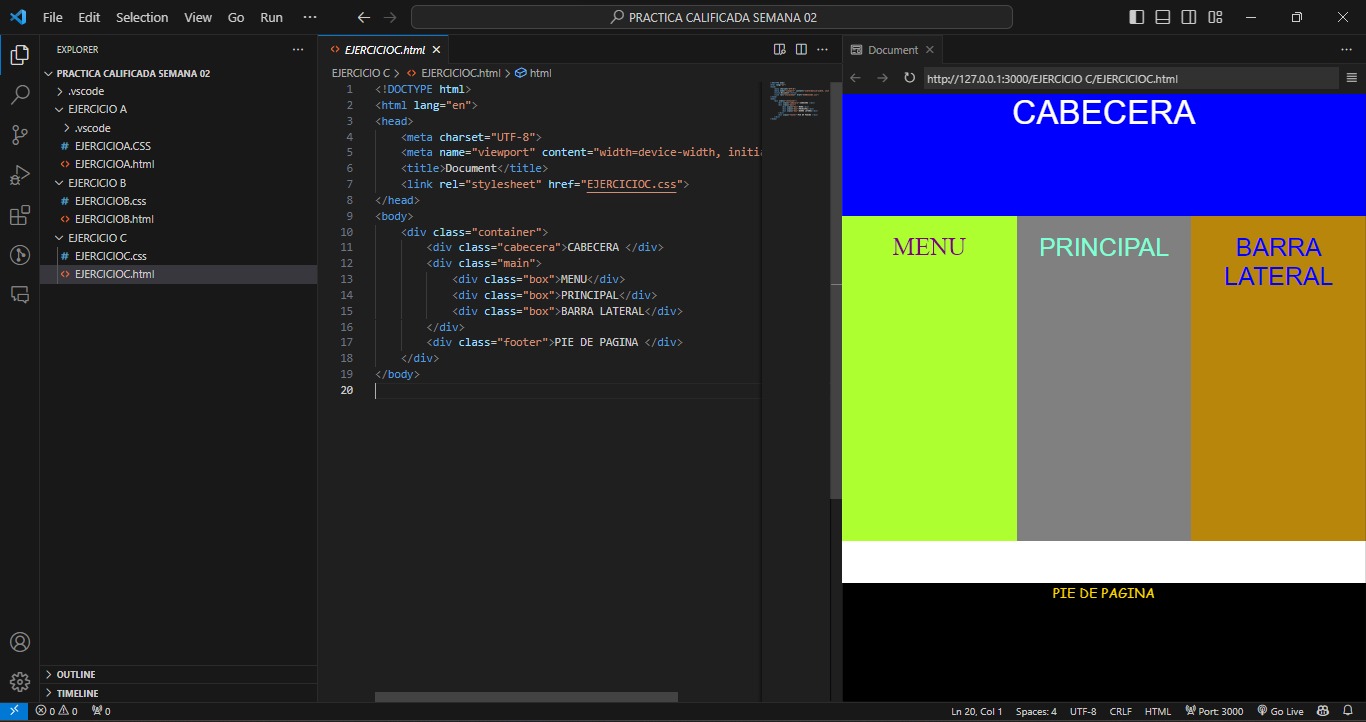 File Edit Selection View Go Run ···
PRACTICA CALIFICADA SEMANA 02
EXPLORER
PRACTICA CALIFICADA SEMANA 02
.vscode
EJERCICIO A
.vscode
# EJERCICIOA.CSS
<> EJERCICIOA.html
EJERCICIO B
# EJERCICIOB.css
<> EJERCICIOB.html
EJERCICIO C
# EJERCICIOC.css
<> EJERCICIOC.html
OUTLINE
TIMELINE
<> EJERCICIOC.html
EJERCICIO C > <> EJERCICIOC.html > html
1 <!DOCTYPE html>
2 <html lang="en">
3 <head>
4     <meta charset="UTF-8">
5     <meta name="viewport" content="width=device-width, initi
6     <title>Document</title>
7     <link rel="stylesheet" href="EJERCICIOC.css">
8 </head>
9 <body>
10     <div class="container">
11         <div class="cabecera">CABECERA </div>
12         <div class="main">
13             <div class="box">MENU</div>
14             <div class="box">PRINCIPAL</div>
15             <div class="box">BARRA LATERAL</div>
16         </div>
17         <div class="footer">PIE DE PAGINA </div>
18     </div>
19 </body>
20
Document
http://127.0.0.1:3000/EJERCICIO C/EJERCICIOC.html
CABECERA
MENU
PRINCIPAL
BARRA
LATERAL
PIE DE PAGINA
0 0 0 Ln 20, Col 1 Spaces: 4 UTF-8 CRLF HTML Port: 3000 Go Live